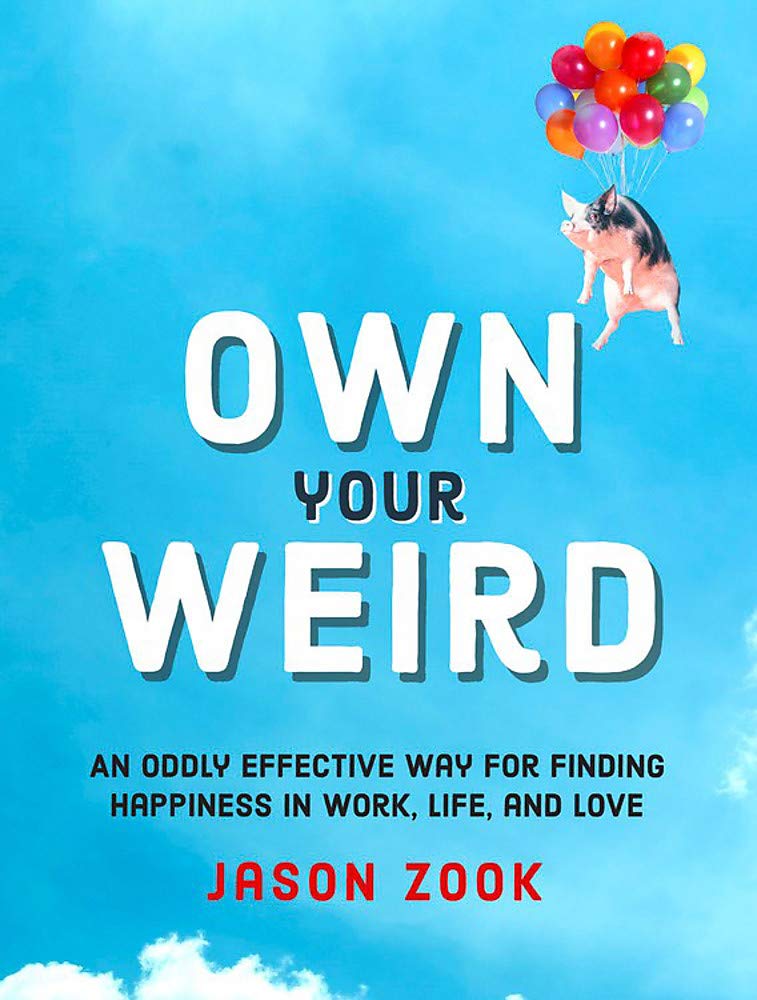 OWN
YOUR
WEIRD
AN ODDLY EFFECTIVE WAY FOR FINDING
HAPPINESS IN WORK, LIFE, AND LOVE
JASON ZOOK